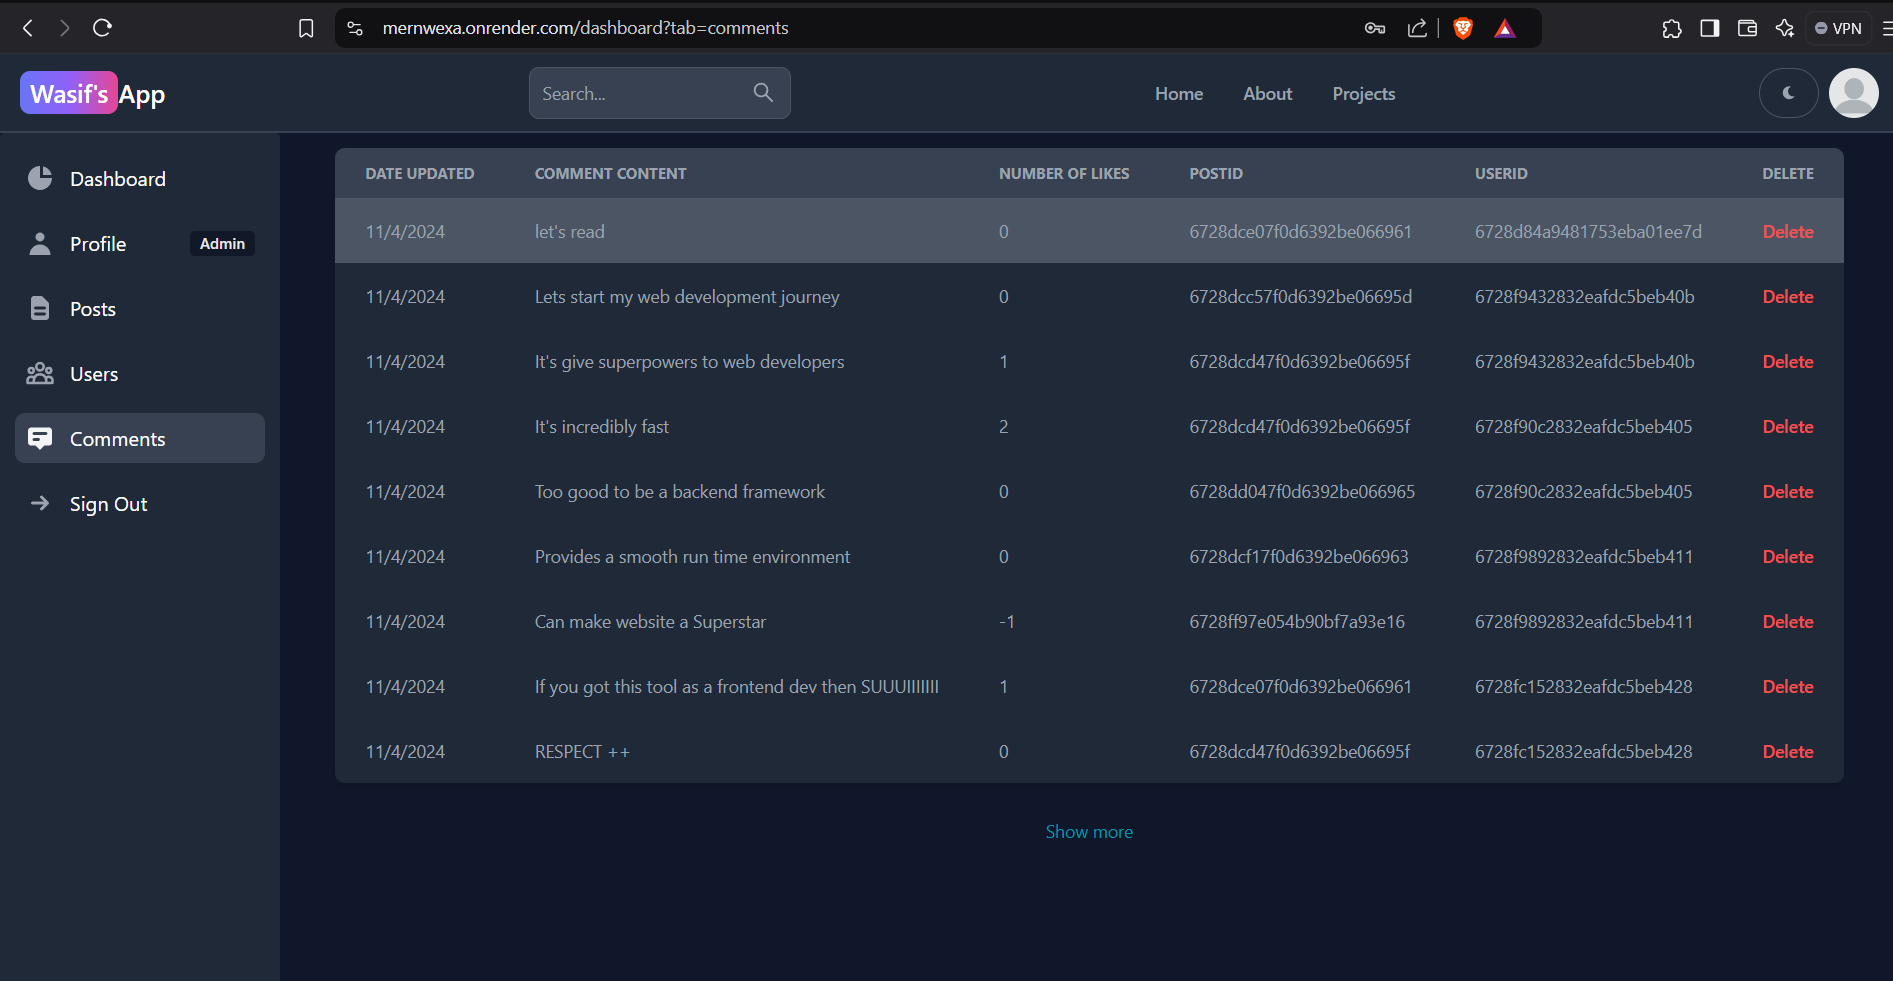 mernwexa.onrender.com/dashboard?tab=comments
VPN
Wasif's App
Search...
Home
About
Projects
Dashboard
Profile
Admin
Posts
Users
Comments
Sign Out
DATE UPDATED COMMENT CONTENT NUMBER OF LIKES POSTID USERID DELETE
11/4/2024 let's read 0 6728dce07f0d6392be066961 6728d84a9481753eba01ee7d Delete
11/4/2024 Lets start my web development journey 0 6728dcc57f0d6392be06695d 6728f9432832eafdc5beb40b Delete
11/4/2024 It's give superpowers to web developers 1 6728dcd47f0d6392be06695f 6728f9432832eafdc5beb40b Delete
11/4/2024 It's incredibly fast 2 6728dcd47f0d6392be06695f 6728f90c2832eafdc5beb405 Delete
11/4/2024 Too good to be a backend framework 0 6728dd047f0d6392be066965 6728f90c2832eafdc5beb405 Delete
11/4/2024 Provides a smooth run time environment 0 6728dcf17f0d6392be066963 6728f9892832eafdc5beb411 Delete
11/4/2024 Can make website a Superstar -1 6728ff97e054b90bf7a93e16 6728f9892832eafdc5beb411 Delete
11/4/2024 If you got this tool as a frontend dev then SUUUIIIIIII 1 6728dce07f0d6392be066961 6728fc152832eafdc5beb428 Delete
11/4/2024 RESPECT ++ 0 6728dcd47f0d6392be06695f 6728fc152832eafdc5beb428 Delete
Show more